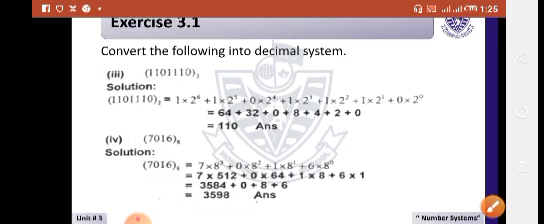 1:25
Exercise 3.1
Convert the following into decimal system.
(iii) (1101110)₂
Solution:
(1101110)₂ = 1×2⁶ +1×2⁵ +0×2⁴ +1×2³ +1×2² +1×2¹ +0×2⁰
= 64 + 32 + 0 + 8 + 4 + 2 + 0
= 110 Ans
(iv) (7016)₈
Solution:
(7016)₈ = 7×8³ +0×8² +1×8¹ +6×8⁰
= 7 x 512 + 0 x 64 + 1 x 8 + 6 x 1
= 3584 + 0 + 8 + 6
= 3598 Ans
Unit # 3
"Number Systems"